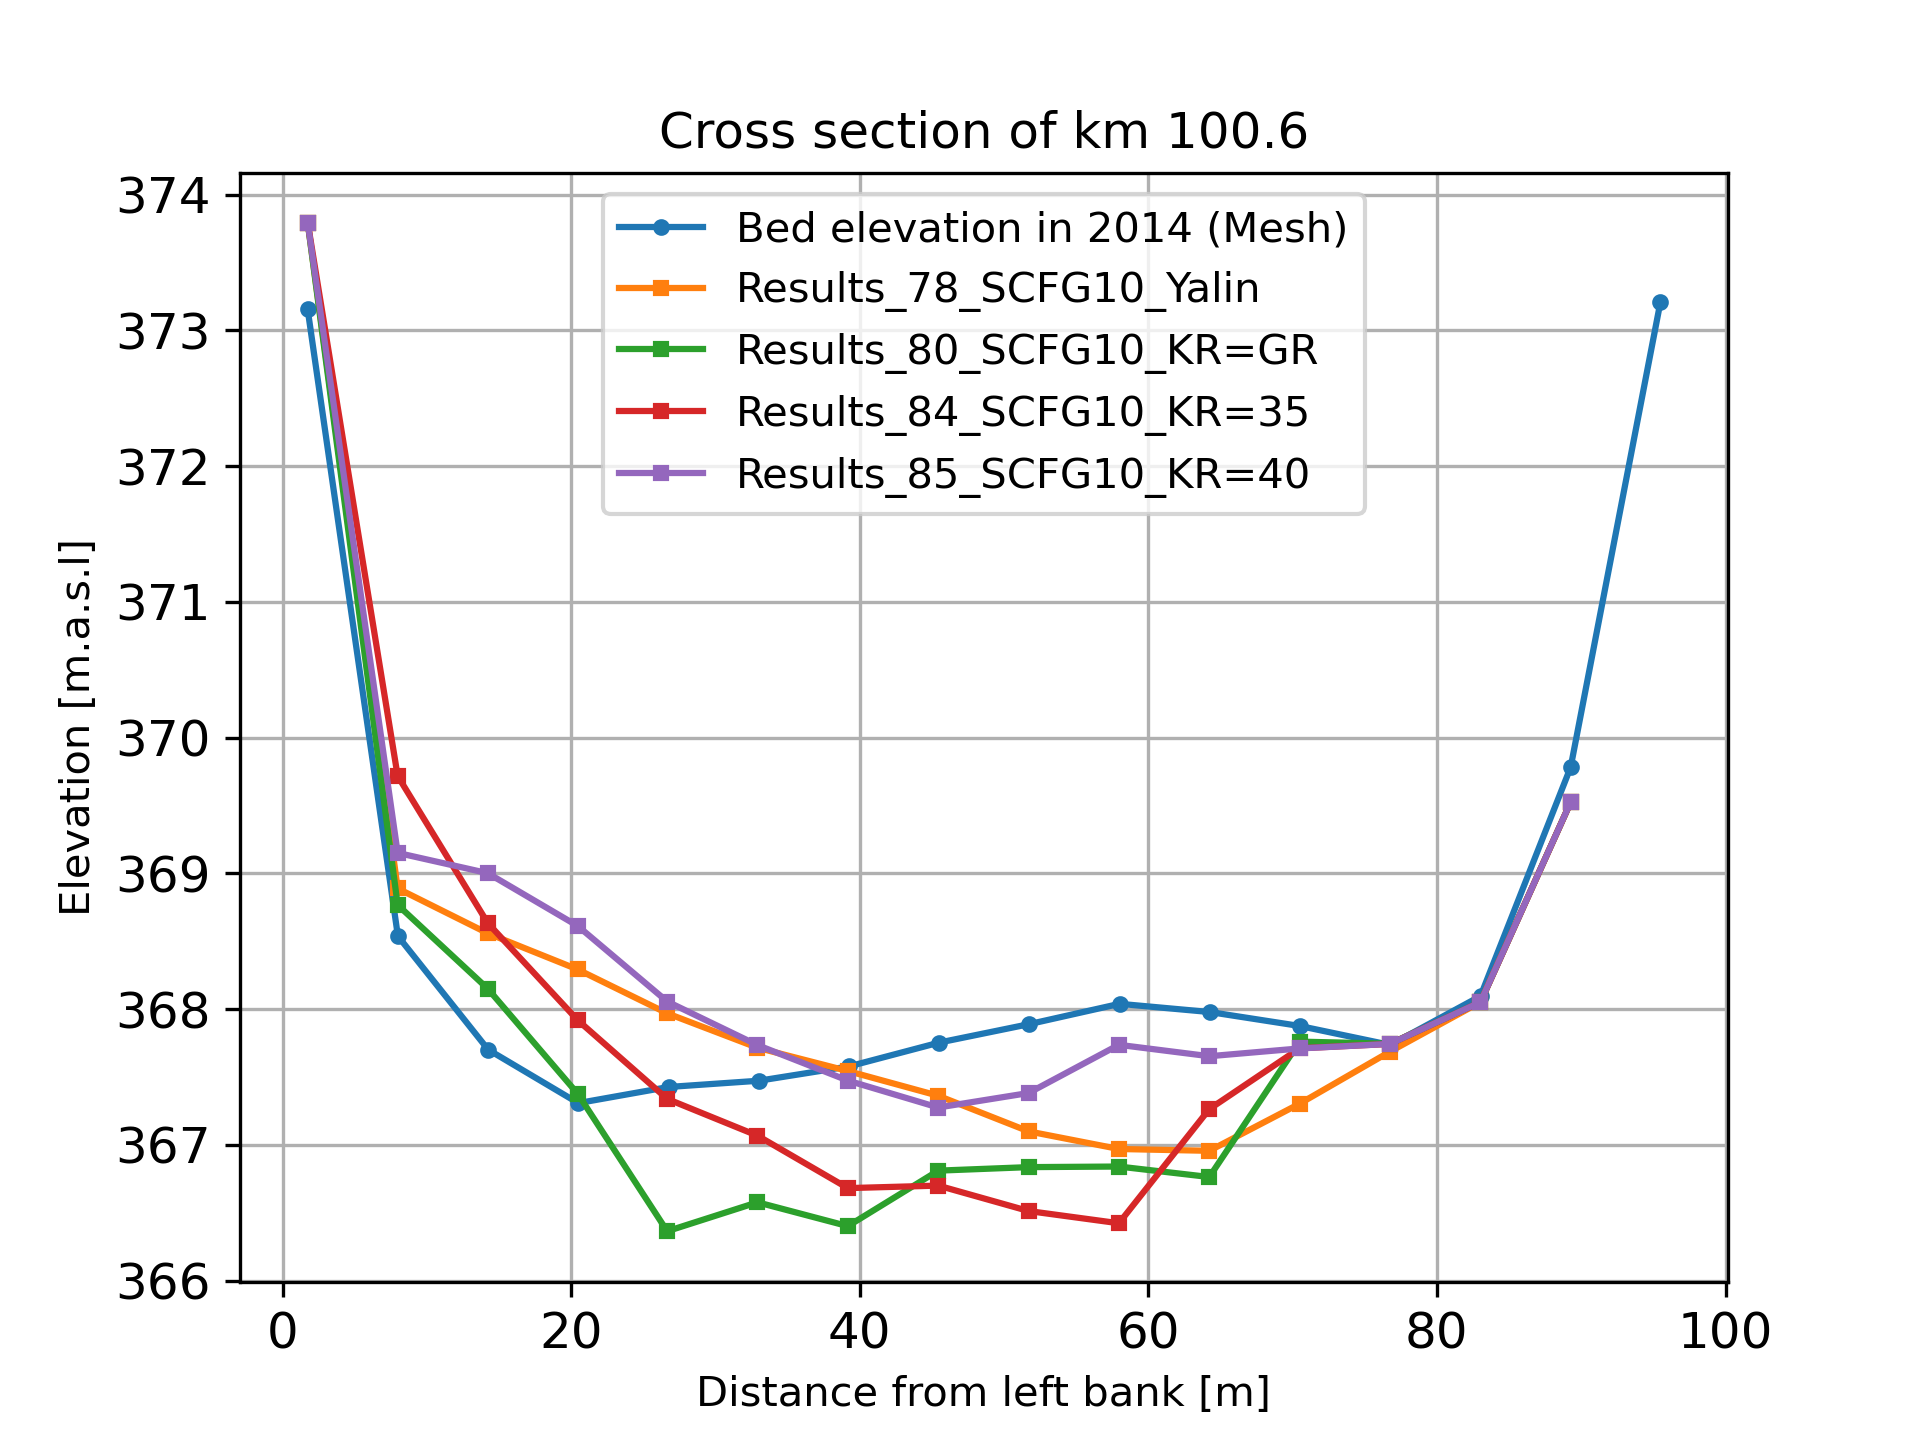 Cross section of km 100.6
374
373
372
371
370
369
368
367
366
Elevation [m.a.s.l]
Bed elevation in 2014 (Mesh)
Results_78_SCFG10_Yalin
Results_80_SCFG10_KR=GR
Results_84_SCFG10_KR=35
Results_85_SCFG10_KR=40
0 20 40 60 80 100
Distance from left bank [m]